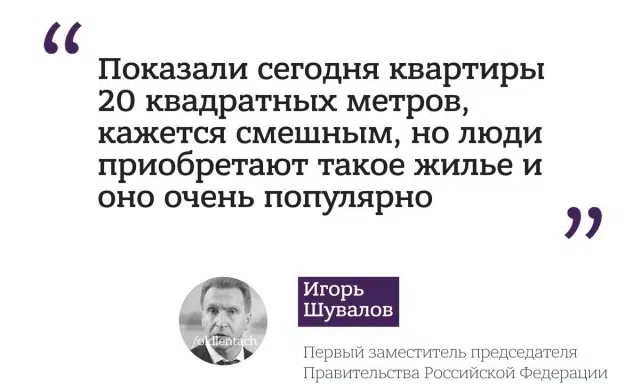 “
Показали сегодня квартиры
20 квадратных метров,
кажется смешным, но люди
приобретают такое жилье и
оно очень популярно
”
/oldlentach
Игорь
Шувалов
Первый заместитель председателя
Правительства Российской Федерации